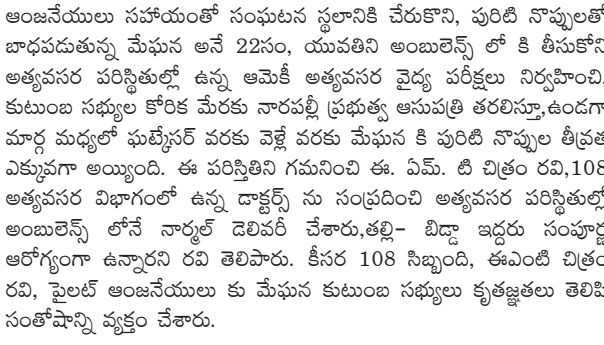 ఆంజనేయులు సహాయంతో సంఘటన స్థలానికి చేరుకొని, పురిటి నొప్పులతో
బాధపడుతున్న మేఘన అనే 22సం, యువతిని అంబులెన్స్ లో కి తీసుకోని
అత్యవసర పరిస్థితుల్లో ఉన్న ఆమెకీ అత్యవసర వైద్య పరీక్షలు నిర్వహించి,
కుటుంబ సభ్యుల కోరిక మేరకు నారపల్లీ ప్రభుత్వ ఆసుపత్రి తరలిస్తూ,ఉండగా
మార్గ మధ్యలో ఘట్కేసర్ వరకు వెళ్లే వరకు మేఘన కి పురిటి నొప్పుల తీవ్రత
ఎక్కువగా అయ్యింది. ఈ పరిస్తితిని గమనించి ఈ. ఏమ్. టి చిత్రం రవి,108
అత్యవసర విభాగంలో ఉన్న డాక్టర్స్ ను సంప్రదించి అత్యవసర పరిస్థితుల్లో
అంబులెన్స్ లోనే నార్మల్ డెలివరీ చేశారు,తల్లి- బిడ్డా ఇద్దరు సంపూర్ణ
ఆరోగ్యంగా ఉన్నారని రవి తెలిపారు. కీసర 108 సిబ్బంది, ఈఎంటి చిత్రం
రవి, పైలట్ ఆంజనేయులు కు మేఘన కుటుంబ సభ్యులు కృతజ్ఞతలు తెలిపి
సంతోషాన్ని వ్యక్తం చేశారు.